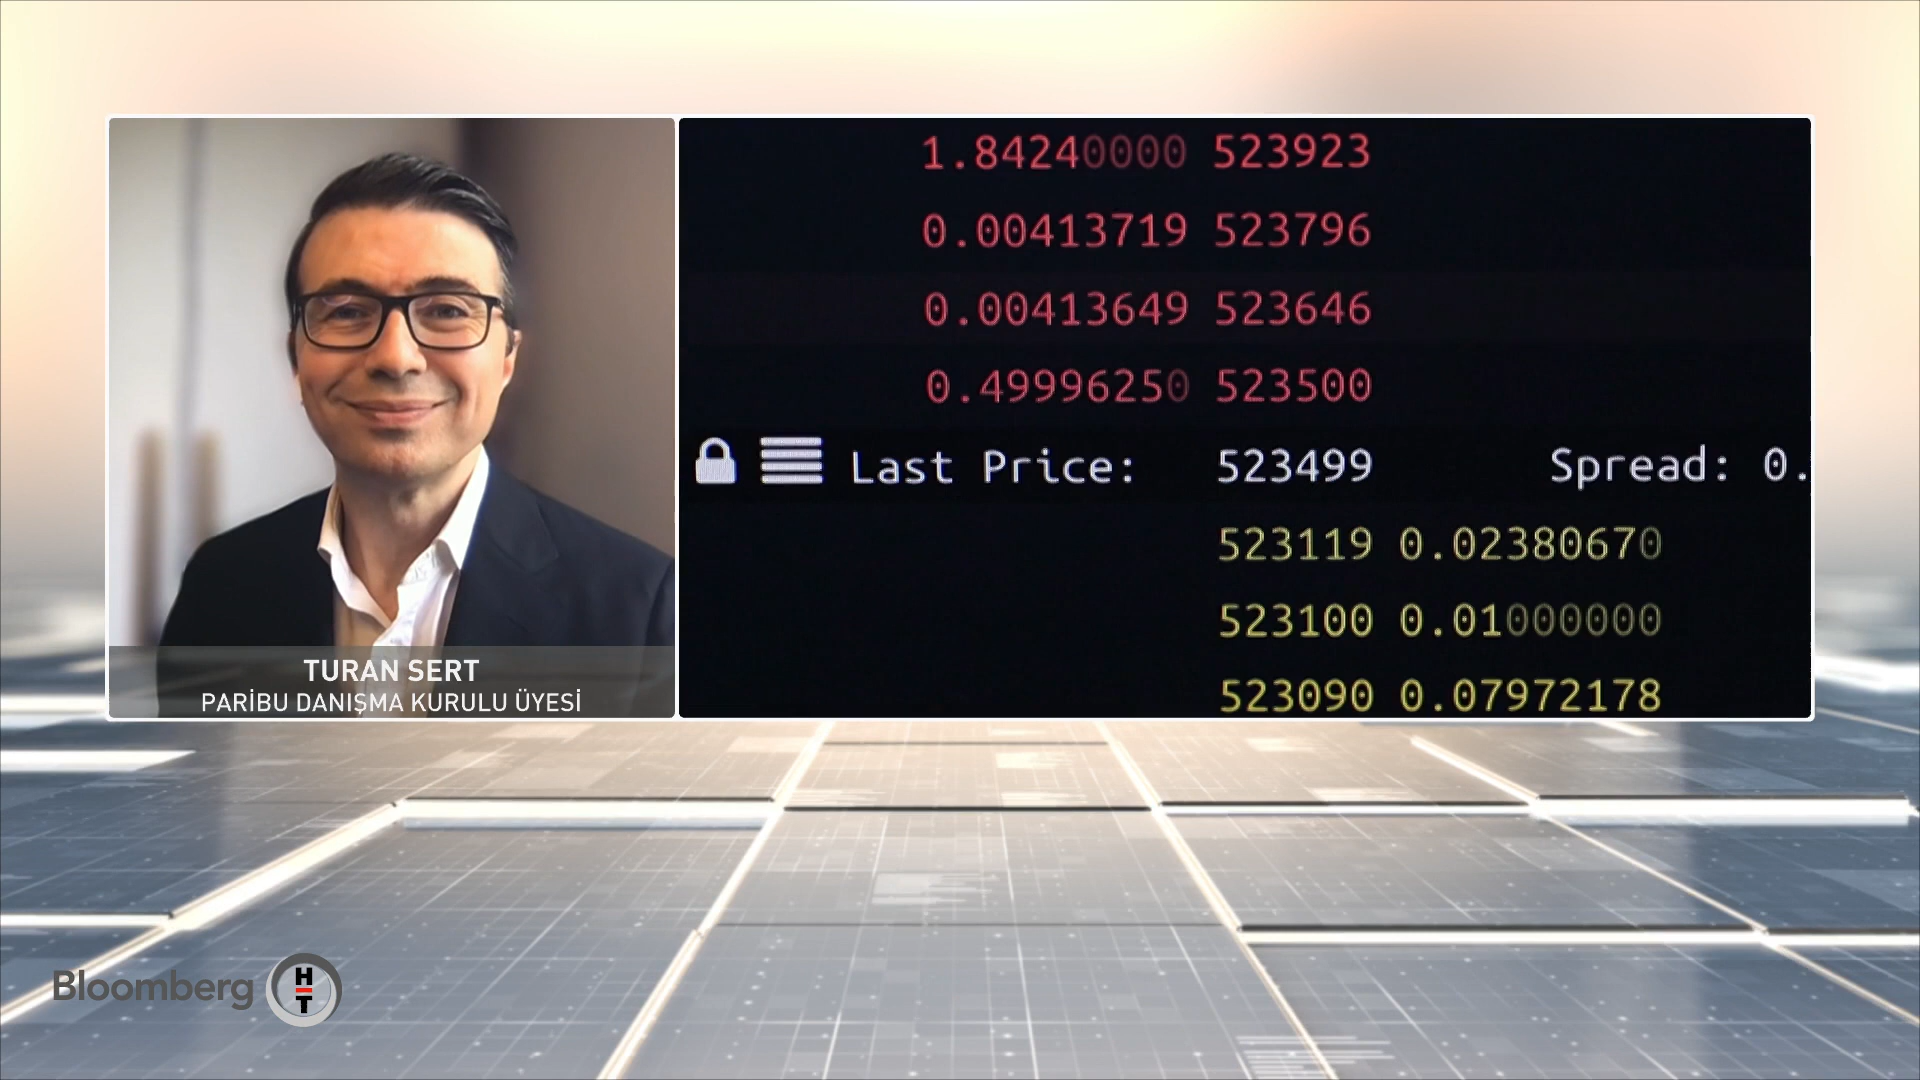 1.84240000 523923
0.00413719 523796
0.00413649 523646
0.49996250 523500
Last Price: 523499 Spread: 0.
523119 0.02380670
523100 0.01000000
523090 0.07972178
TURAN SERT
PARİBU DANIŞMA KURULU ÜYESİ
Bloomberg HT